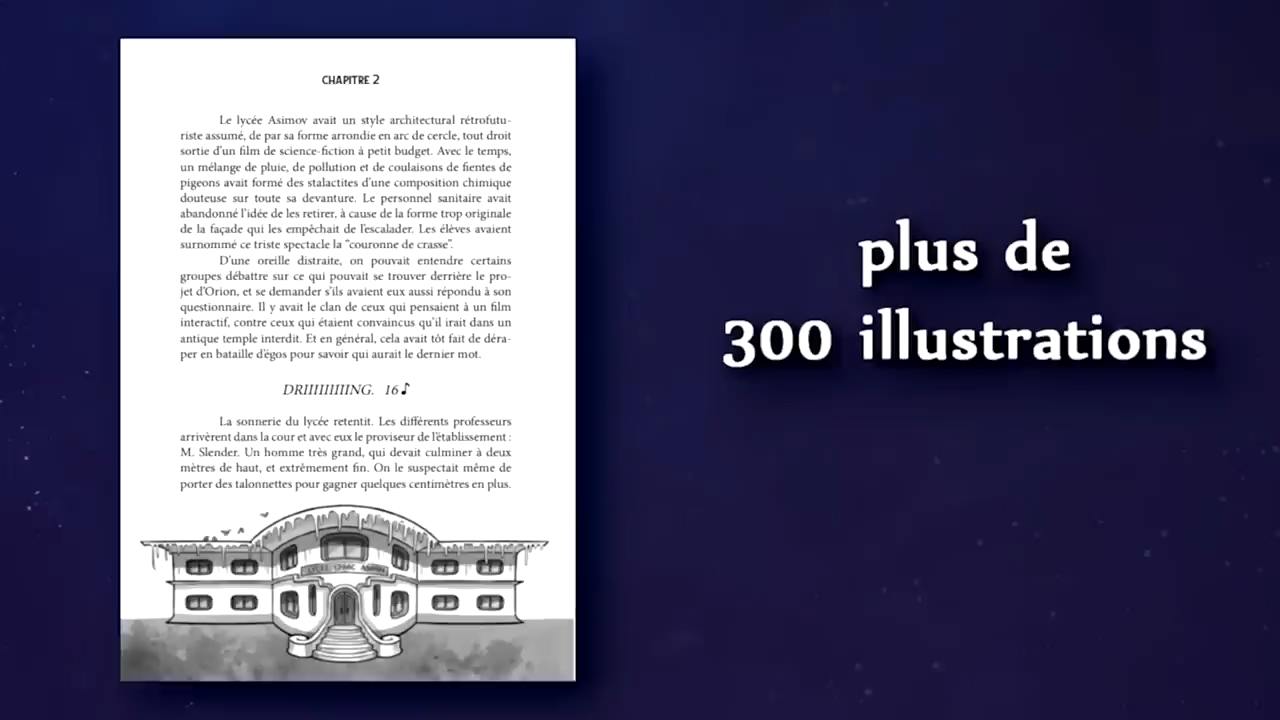 CHAPITRE 2
Le lycée Asimov avait un style architectural rétrofutu-
riste assumé, de par sa forme arrondie en arc de cercle, tout droit
sortie d'un film de science-fiction à petit budget. Avec le temps,
un mélange de pluie, de pollution et de coulaisons de fientes de
pigeons avait formé des stalactites d'une composition chimique
douteuse sur toute sa devanture. Le personnel sanitaire avait
abandonné l'idée de les retirer, à cause de la forme trop originale
de la façade qui les empêchait de l'escalader. Les élèves avaient
surnommé ce triste spectacle la "couronne de crasse".
D'une oreille distraite, on pouvait entendre certains
groupes débattre sur ce qui pouvait se trouver derrière le pro-
jet d'Orion, et se demander s'ils avaient eux aussi répondu à son
questionnaire. Il y avait le clan de ceux qui pensaient à un film
interactif, contre ceux qui étaient convaincus qu'il irait dans un
antique temple interdit. Et en général, cela avait tôt fait de déra-
per en bataille d'égos pour savoir qui aurait le dernier mot.
DRIIIIIIIIING. 16♪
La sonnerie du lycée retentit. Les différents professeurs
arrivèrent dans la cour et avec eux le proviseur de l'établissement :
M. Slender. Un homme très grand, qui devait culminer à deux
mètres de haut, et extrêmement fin. On le suspectait même de
porter des talonnettes pour gagner quelques centimètres en plus.
plus de
300 illustrations